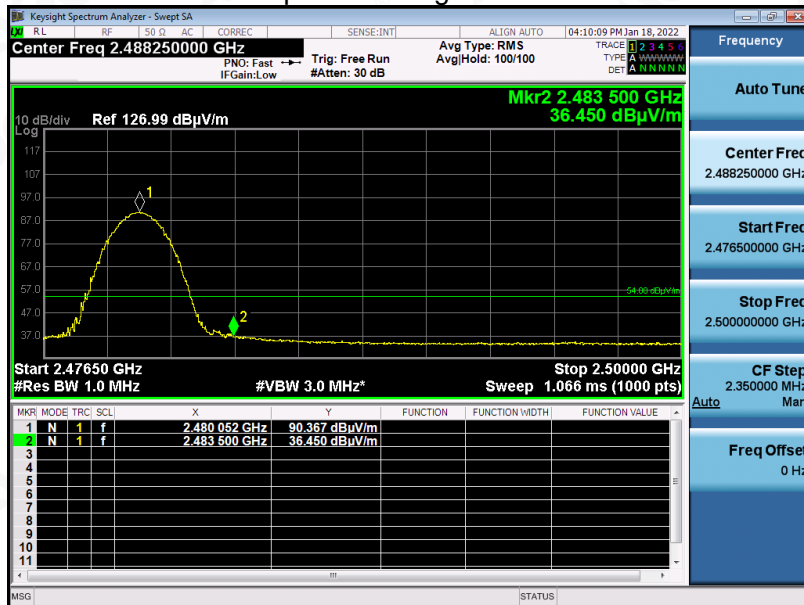 Keysight Spectrum Analyzer - Swept SA
LXI RL RF 50 Ω AC CORREC SENSE:INT ALIGN AUTO 04:10:09 PM Jan 18, 2022
Center Freq 2.488250000 GHz
PNO: Fast
IFGain:Low
Trig: Free Run
#Atten: 30 dB
Avg Type: RMS
Avg|Hold: 100/100
TRACE 1 2 3 4 5 6
TYPE A WWWWW
DET A N N N N N
Mkr2 2.483 500 GHz
36.450 dBµV/m
10 dB/div Ref 126.99 dBµV/m
Log
117
107
97.0
87.0
77.0
67.0
57.0
47.0
37.0
1
2
54.00 dBµV/m
Start 2.47650 GHz Stop 2.50000 GHz
#Res BW 1.0 MHz #VBW 3.0 MHz* Sweep 1.066 ms (1000 pts)
MKR MODE TRC SCL X Y FUNCTION FUNCTION WIDTH FUNCTION VALUE
1 N 1 f 2.480 052 GHz 90.367 dBµV/m
2 N 1 f 2.483 500 GHz 36.450 dBµV/m
3
4
5
6
7
8
9
10
11
MSG STATUS
Frequency
Auto Tune
Center Freq
2.488250000 GHz
Start Freq
2.476500000 GHz
Stop Freq
2.500000000 GHz
CF Step
2.350000 MHz
Auto Man
Freq Offset
0 Hz